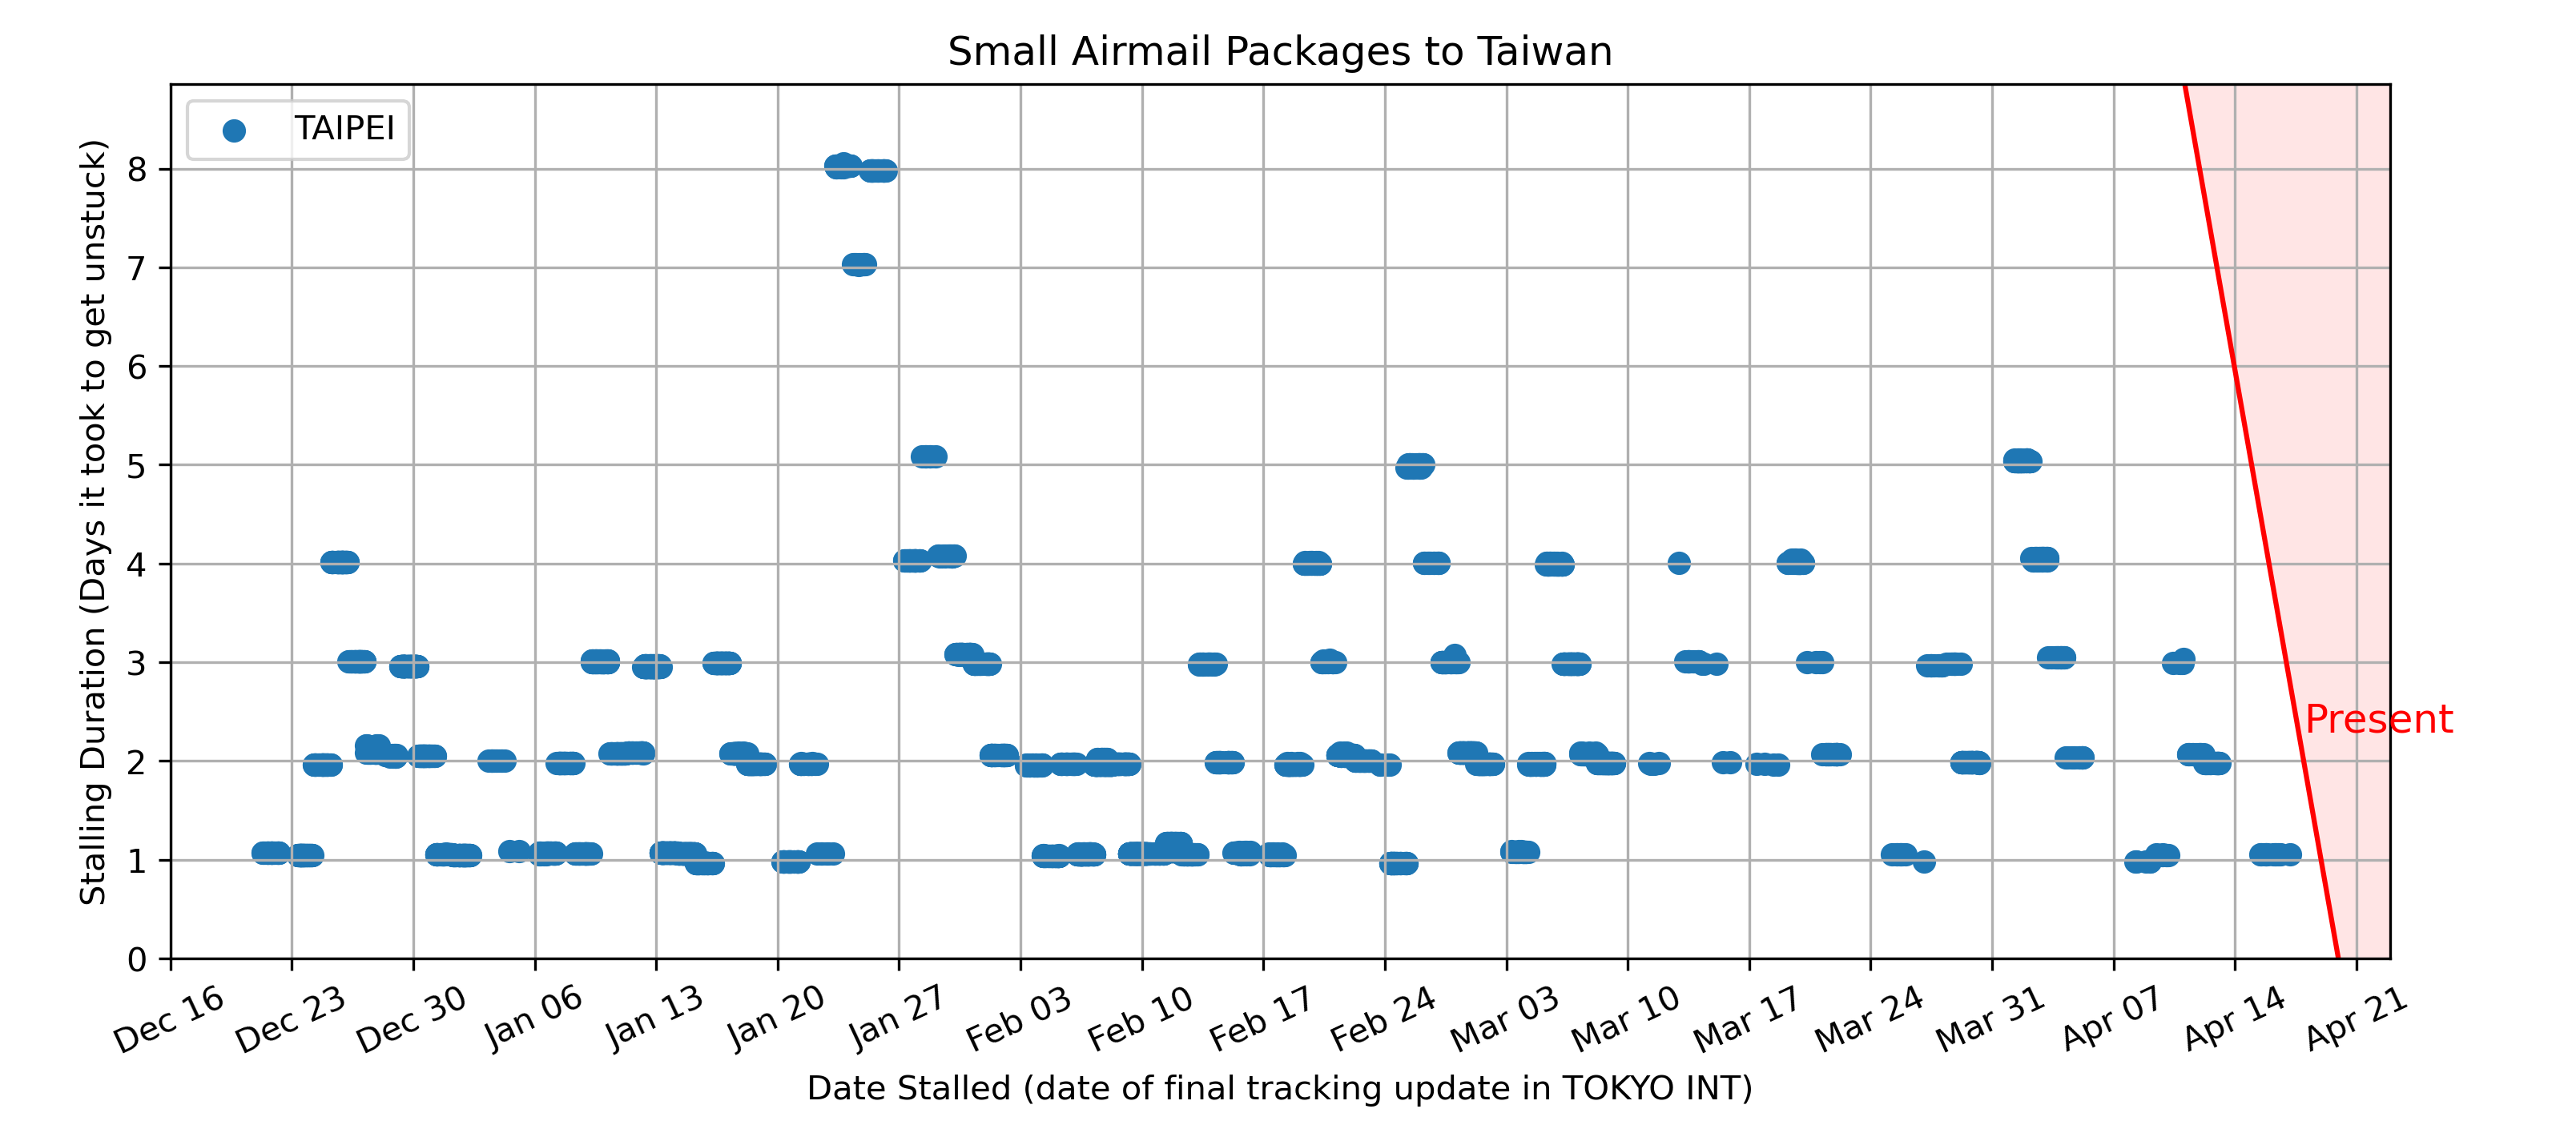 Small Airmail Packages to Taiwan
TAIPEI
Stalling Duration (Days it took to get unstuck)
8
7
6
5
4
3
2
1
0
Present
Dec 16
Dec 23
Dec 30
Jan 06
Jan 13
Jan 20
Jan 27
Feb 03
Feb 10
Feb 17
Feb 24
Mar 03
Mar 10
Mar 17
Mar 24
Mar 31
Apr 07
Apr 14
Apr 21
Date Stalled (date of final tracking update in TOKYO INT)